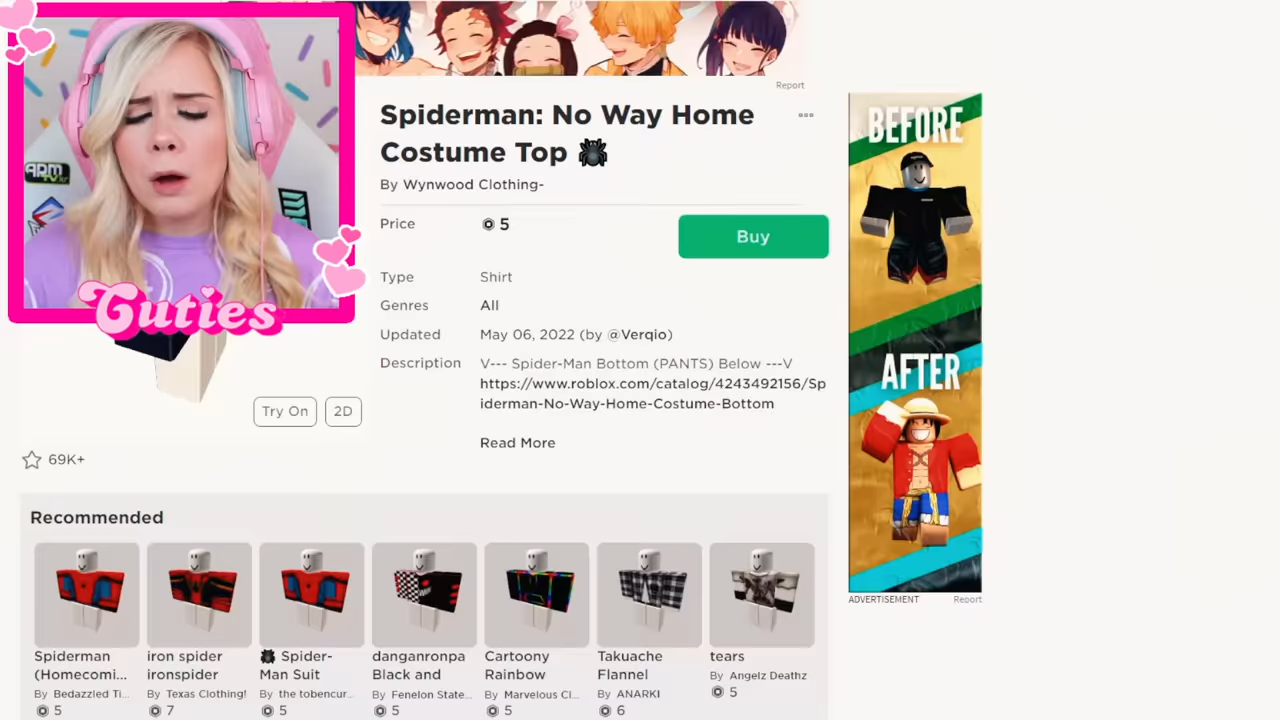 Report
Spiderman: No Way Home
Costume Top
By Wynwood Clothing-
Price
5
Buy
Type
Shirt
Genres
All
Updated
May 06, 2022 (by @Verqio)
Description
V--- Spider-Man Bottom (PANTS) Below ---V
https://www.roblox.com/catalog/4243492156/Sp
iderman-No-Way-Home-Costume-Bottom
Read More
Cuties
Try On
2D
69K+
BEFORE
AFTER
ADVERTISEMENT
Report
Recommended
Spiderman
(Homecomi...
By Bedazzled Ti...
5
iron spider
ironspider
By Texas Clothing!
7
Spider-
Man Suit
By the tobencur...
5
danganronpa
Black and
By Fenelon State...
5
Cartoony
Rainbow
By Marvelous Cl...
5
Takuache
Flannel
By ANARKI
6
tears
By Angelz Deathz
5